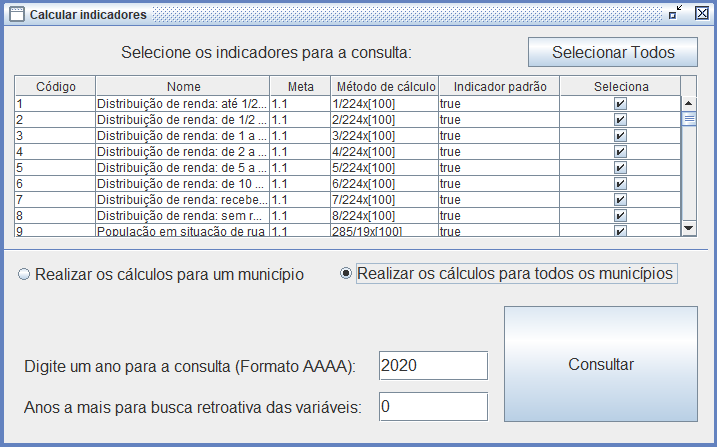 Calcular indicadores
Selecione os indicadores para a consulta: Selecionar Todos
Código Nome Meta Método de cálculo Indicador padrão Seleciona
1 Distribuição de renda: até 1/2... 1.1 1/224x[100] true
2 Distribuição de renda: de 1/2 ... 1.1 2/224x[100] true
3 Distribuição de renda: de 1 a ... 1.1 3/224x[100] true
4 Distribuição de renda: de 2 a ... 1.1 4/224x[100] true
5 Distribuição de renda: de 5 a ... 1.1 5/224x[100] true
6 Distribuição de renda: de 10 ... 1.1 6/224x[100] true
7 Distribuição de renda: recebe... 1.1 7/224x[100] true
8 Distribuição de renda: sem r... 1.1 8/224x[100] true
9 População em situação de rua 1.1 285/19x[100] true
Realizar os cálculos para um município Realizar os cálculos para todos os municípios
Digite um ano para a consulta (Formato AAAA): 2020 Consultar
Anos a mais para busca retroativa das variáveis: 0